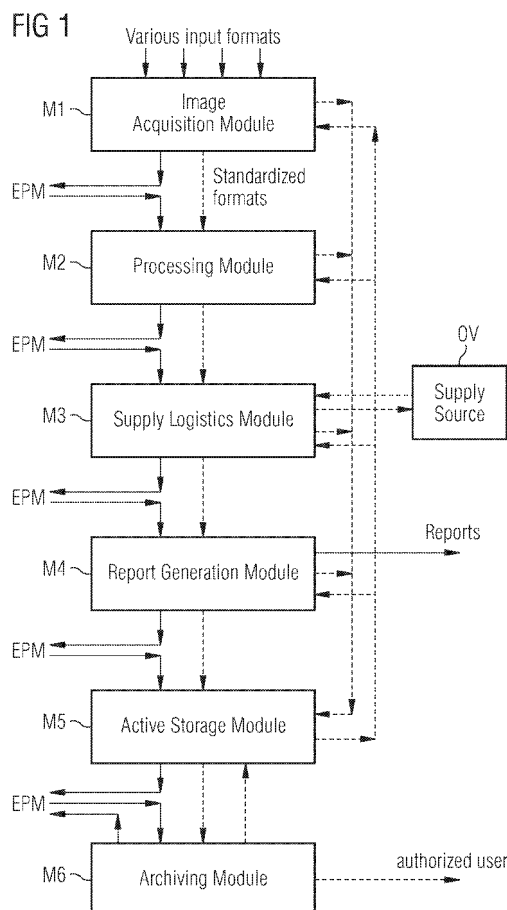 FIG 1
Various input formats
M1
Image
Acquisition Module
EPM
Standardized
formats
M2
Processing Module
EPM
OV
M3
Supply Logistics Module
Supply
Source
EPM
Reports
M4
Report Generation Module
EPM
M5
Active Storage Module
EPM
authorized user
M6
Archiving Module